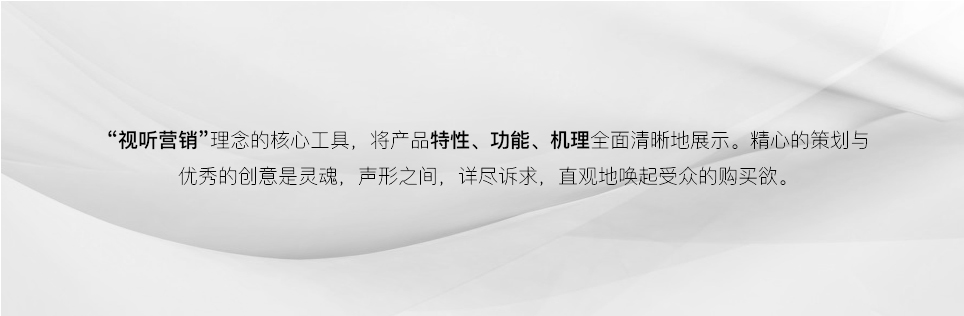 “视听营销”理念的核心工具，将产品特性、功能、机理全面清晰地展示。精心的策划与
优秀的创意是灵魂，声形之间，详尽诉求，直观地唤起受众的购买欲。